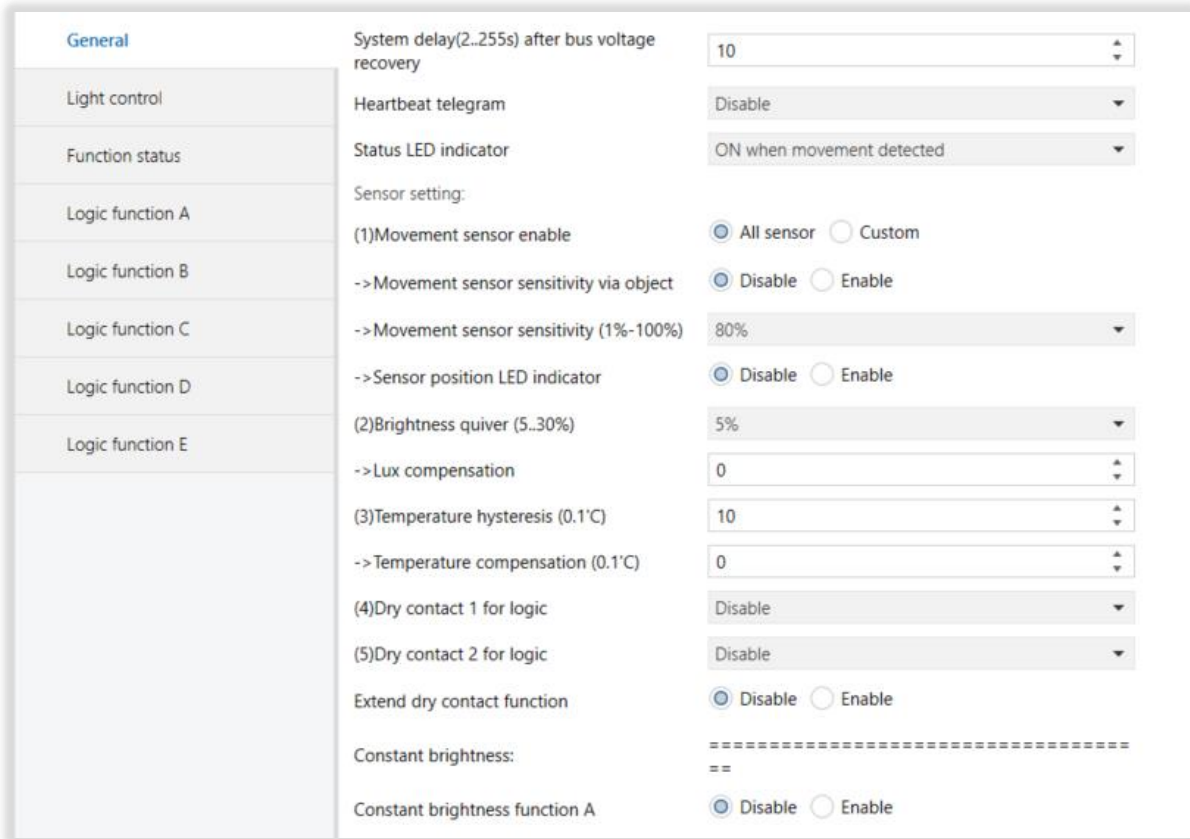 General
Light control
Function status
Logic function A
Logic function B
Logic function C
Logic function D
Logic function E
System delay(2..255s) after bus voltage
recovery
10
Heartbeat telegram
Disable
Status LED indicator
ON when movement detected
Sensor setting:
(1)Movement sensor enable
All sensor Custom
->Movement sensor sensitivity via object
Disable Enable
->Movement sensor sensitivity (1%-100%)
80%
->Sensor position LED indicator
Disable Enable
(2)Brightness quiver (5..30%)
5%
->Lux compensation
0
(3)Temperature hysteresis (0.1'C)
10
->Temperature compensation (0.1'C)
0
(4)Dry contact 1 for logic
Disable
(5)Dry contact 2 for logic
Disable
Extend dry contact function
Disable Enable
Constant brightness:
===================================
==
Constant brightness function A
Disable Enable